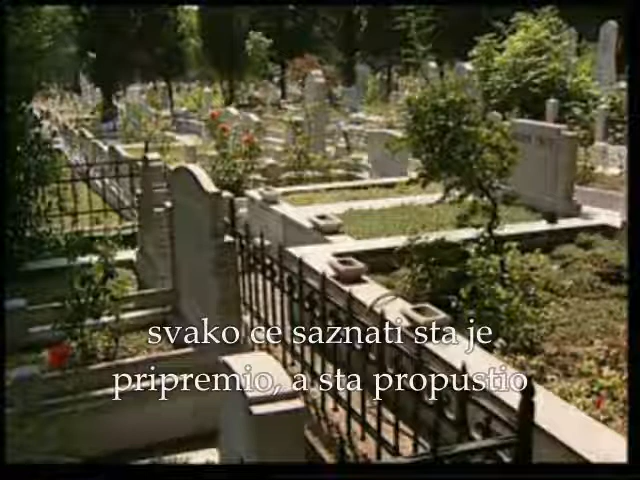 svako ce saznati sta je
pripremio, a sta propustio